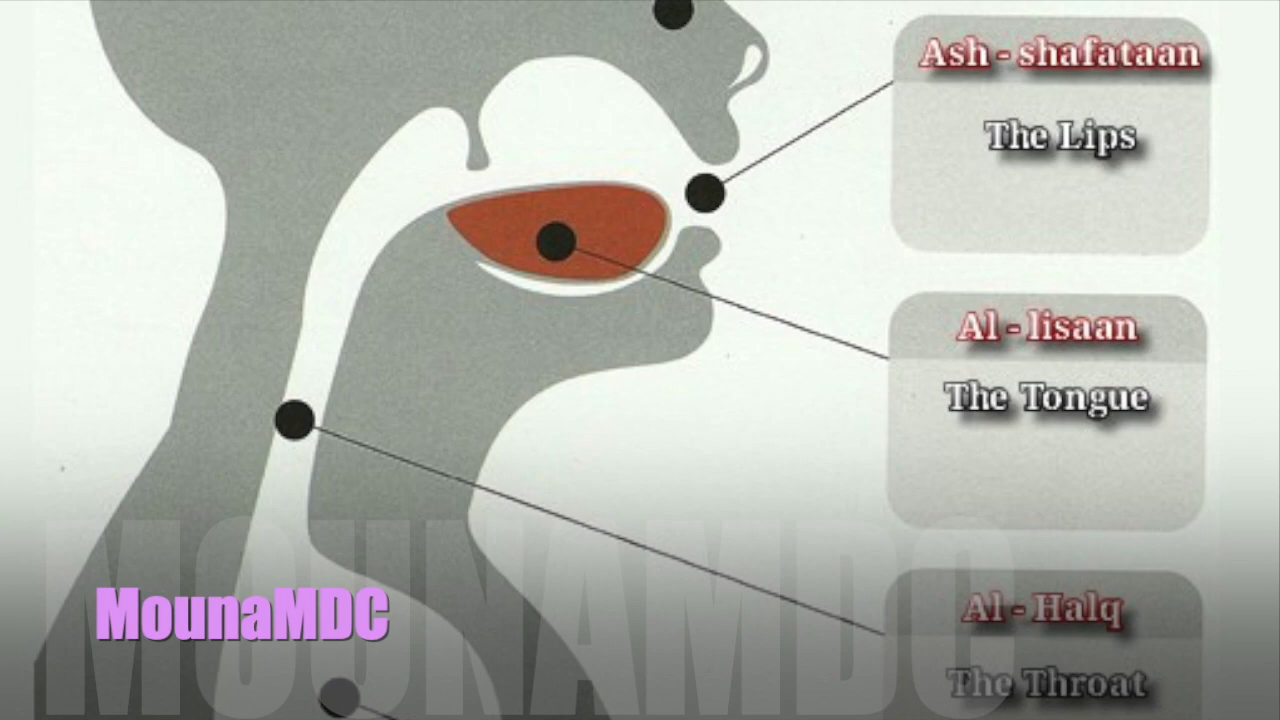 Ash - shafataan
The Lips
Al - lisaan
The Tongue
Al - Halq
The Throat
MounaMDC
MOUNAMDC